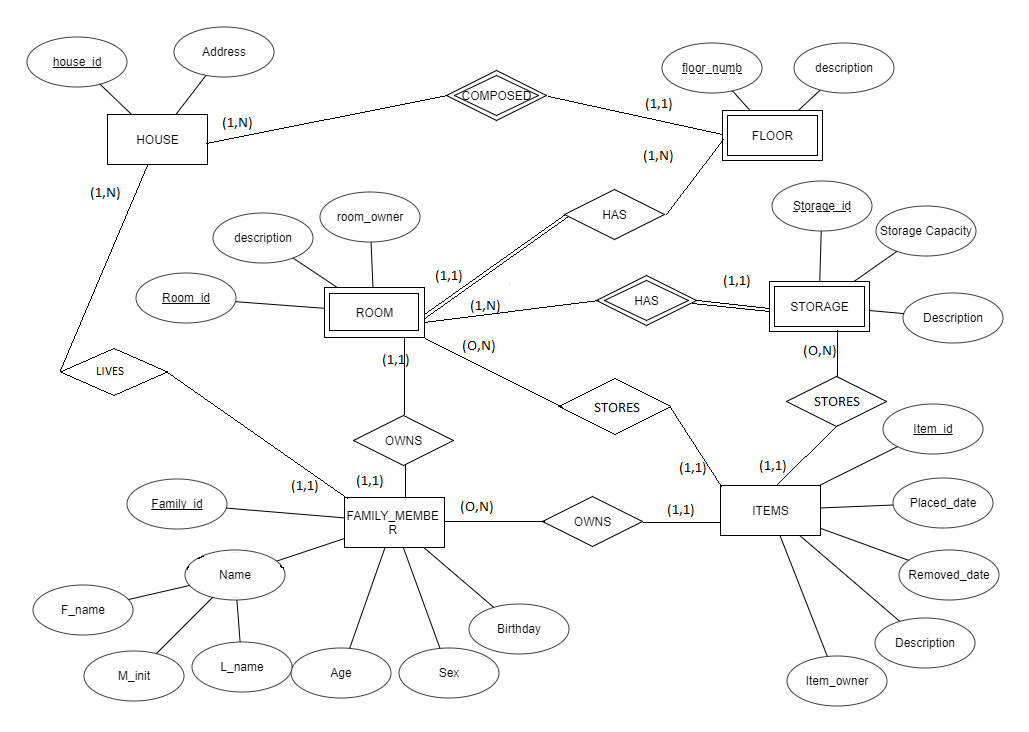 house_id
Address
floor_numb
description
COMPOSED
(1,1)
(1,N)
HOUSE
FLOOR
(1,N)
(1,N)
Storage_id
room_owner
HAS
Storage Capacity
description
(1,1)
(1,1)
Room_id
(1,N)
HAS
STORAGE
Description
ROOM
(O,N)
(O,N)
(1,1)
LIVES
STORES
STORES
Item_id
OWNS
(1,1)
(1,1)
(1,1)
(1,1)
Family_id
(O,N)
(1,1)
Placed_date
FAMILY_MEMBE
R
OWNS
ITEMS
Name
Removed_date
F_name
Birthday
Description
M_init
L_name
Age
Sex
Item_owner